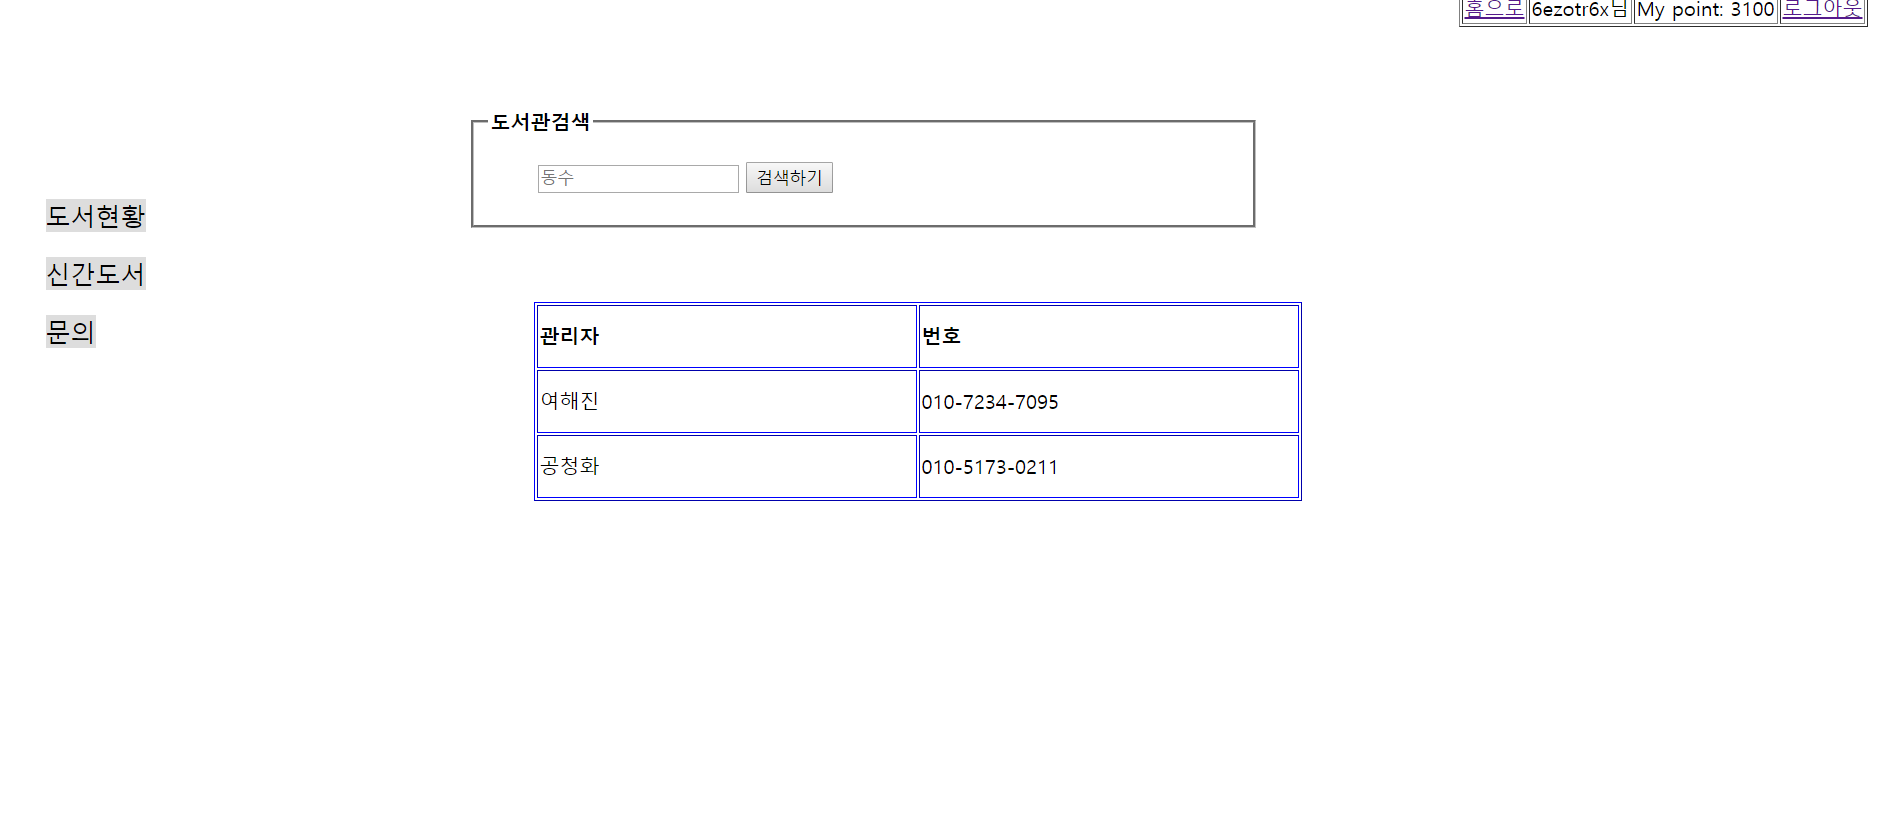 홈으로 6ezotr6x님 My point: 3100 로그아웃
도서관검색
동수 검색하기
도서현황
신간도서
문의
관리자 번호
여해진 010-7234-7095
공청화 010-5173-0211